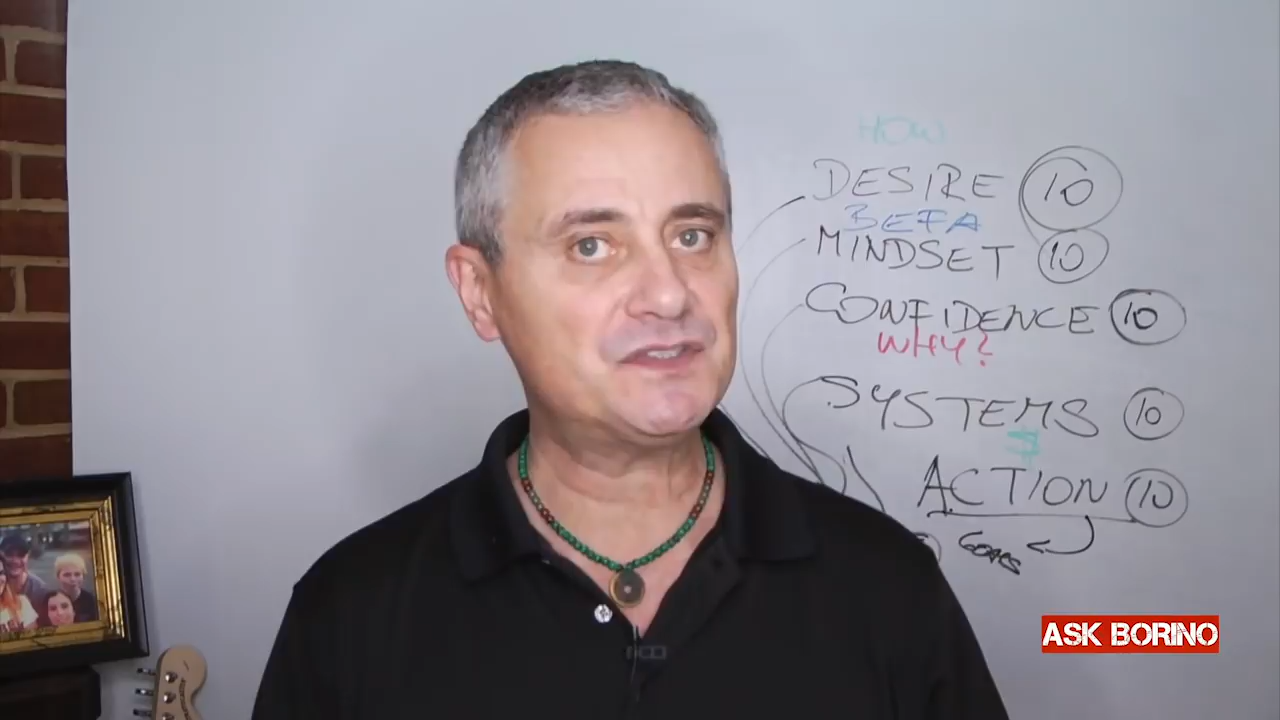 HOW
DESIRE 10
BEFA
MINDSET 10
CONFIDENCE 10
WHY?
SYSTEMS 10
$
ACTION 10
GOALS
ASK BORINO